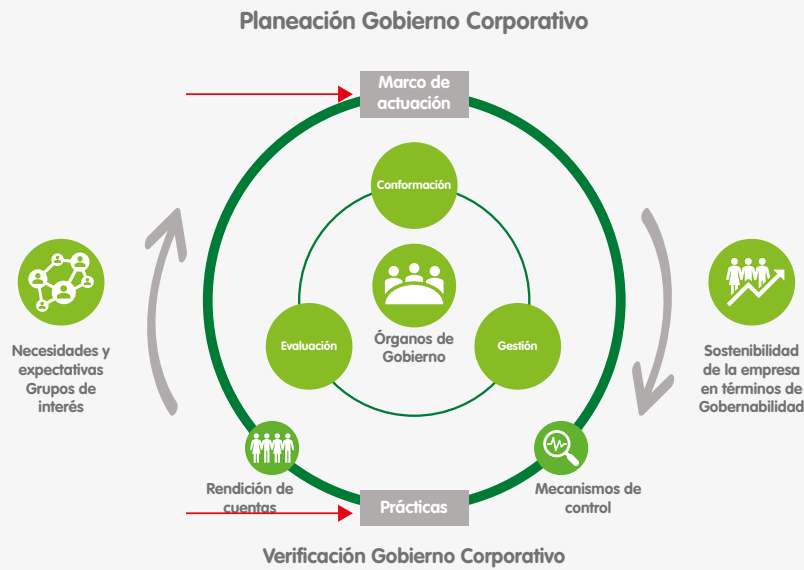 Planeación Gobierno Corporativo
Marco de
actuación
Conformación
Órganos de
Gobierno
Evaluación
Gestión
Necesidades y
expectativas
Grupos de
interés
Sostenibilidad
de la empresa
en términos de
Gobernabilidad
Rendición de
cuentas
Mecanismos de
control
Prácticas
Verificación Gobierno Corporativo